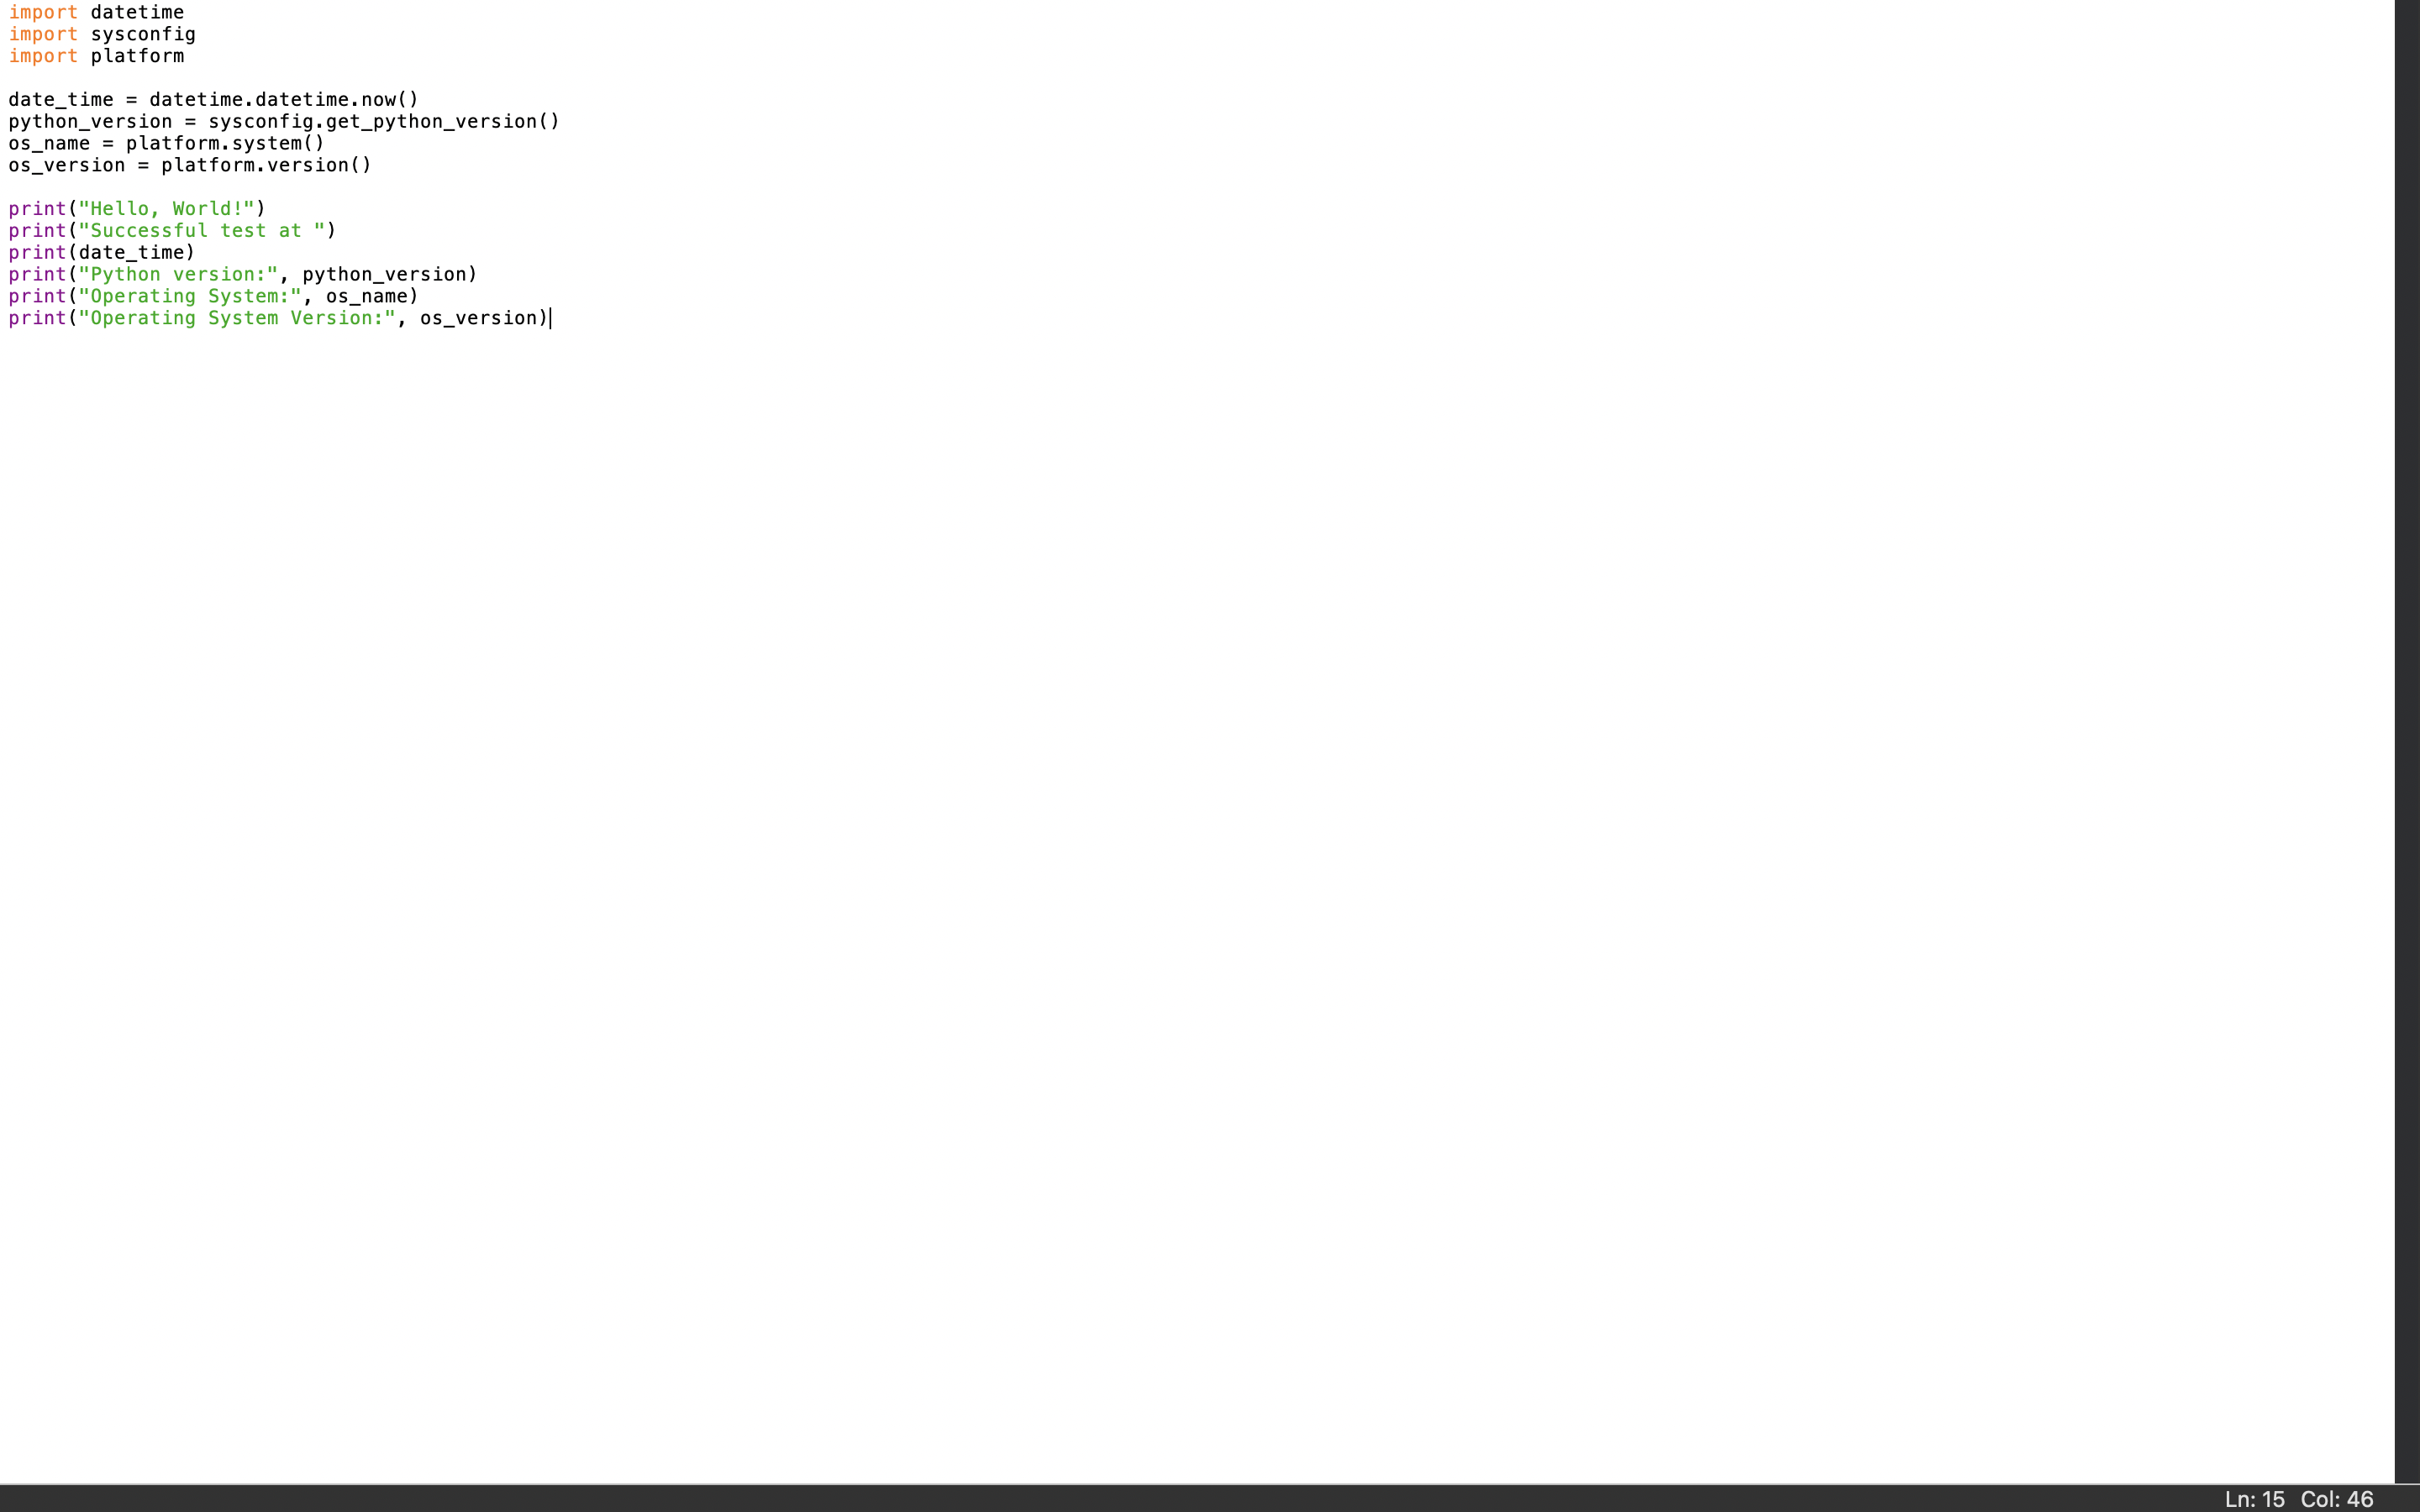 import datetime
import sysconfig
import platform

date_time = datetime.datetime.now()
python_version = sysconfig.get_python_version()
os_name = platform.system()
os_version = platform.version()

print("Hello, World!")
print("Successful test at ")
print(date_time)
print("Python version:", python_version)
print("Operating System:", os_name)
print("Operating System Version:", os_version)
Ln: 15 Col: 46